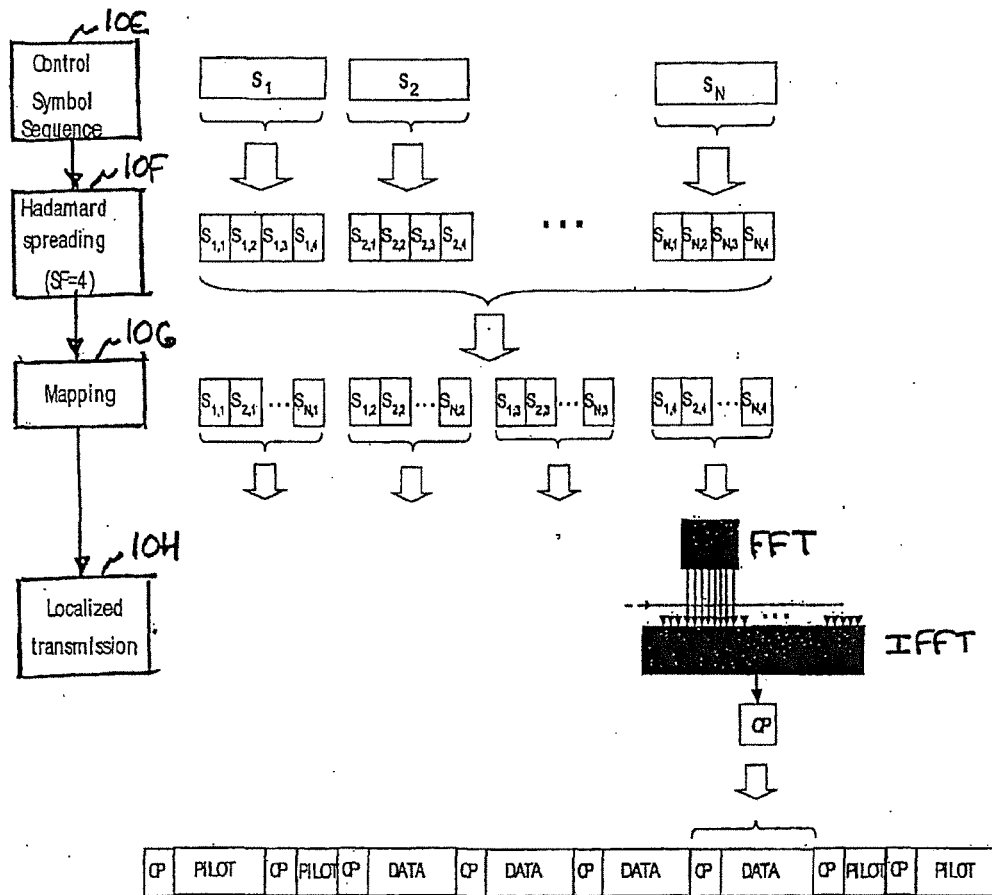 10E
Control
Symbol
Sequence
S1 S2 SN
10F
Hadamard
spreading
(SF=4)
S1,1 S1,2 S1,3 S1,4 S2,1 S2,2 S2,3 S2,4 ... SN,1 SN,2 SN,3 SN,4
10G
Mapping
S1,1 S2,1 ... SN,1 S1,2 S2,2 ... SN,2 S1,3 S2,3 ... SN,3 S1,4 S2,4 ... SN,4
FFT
10H
Localized
transmission
...
IFFT
CP
CP PILOT CP PILOT CP DATA CP DATA CP DATA CP DATA CP PILOT CP PILOT